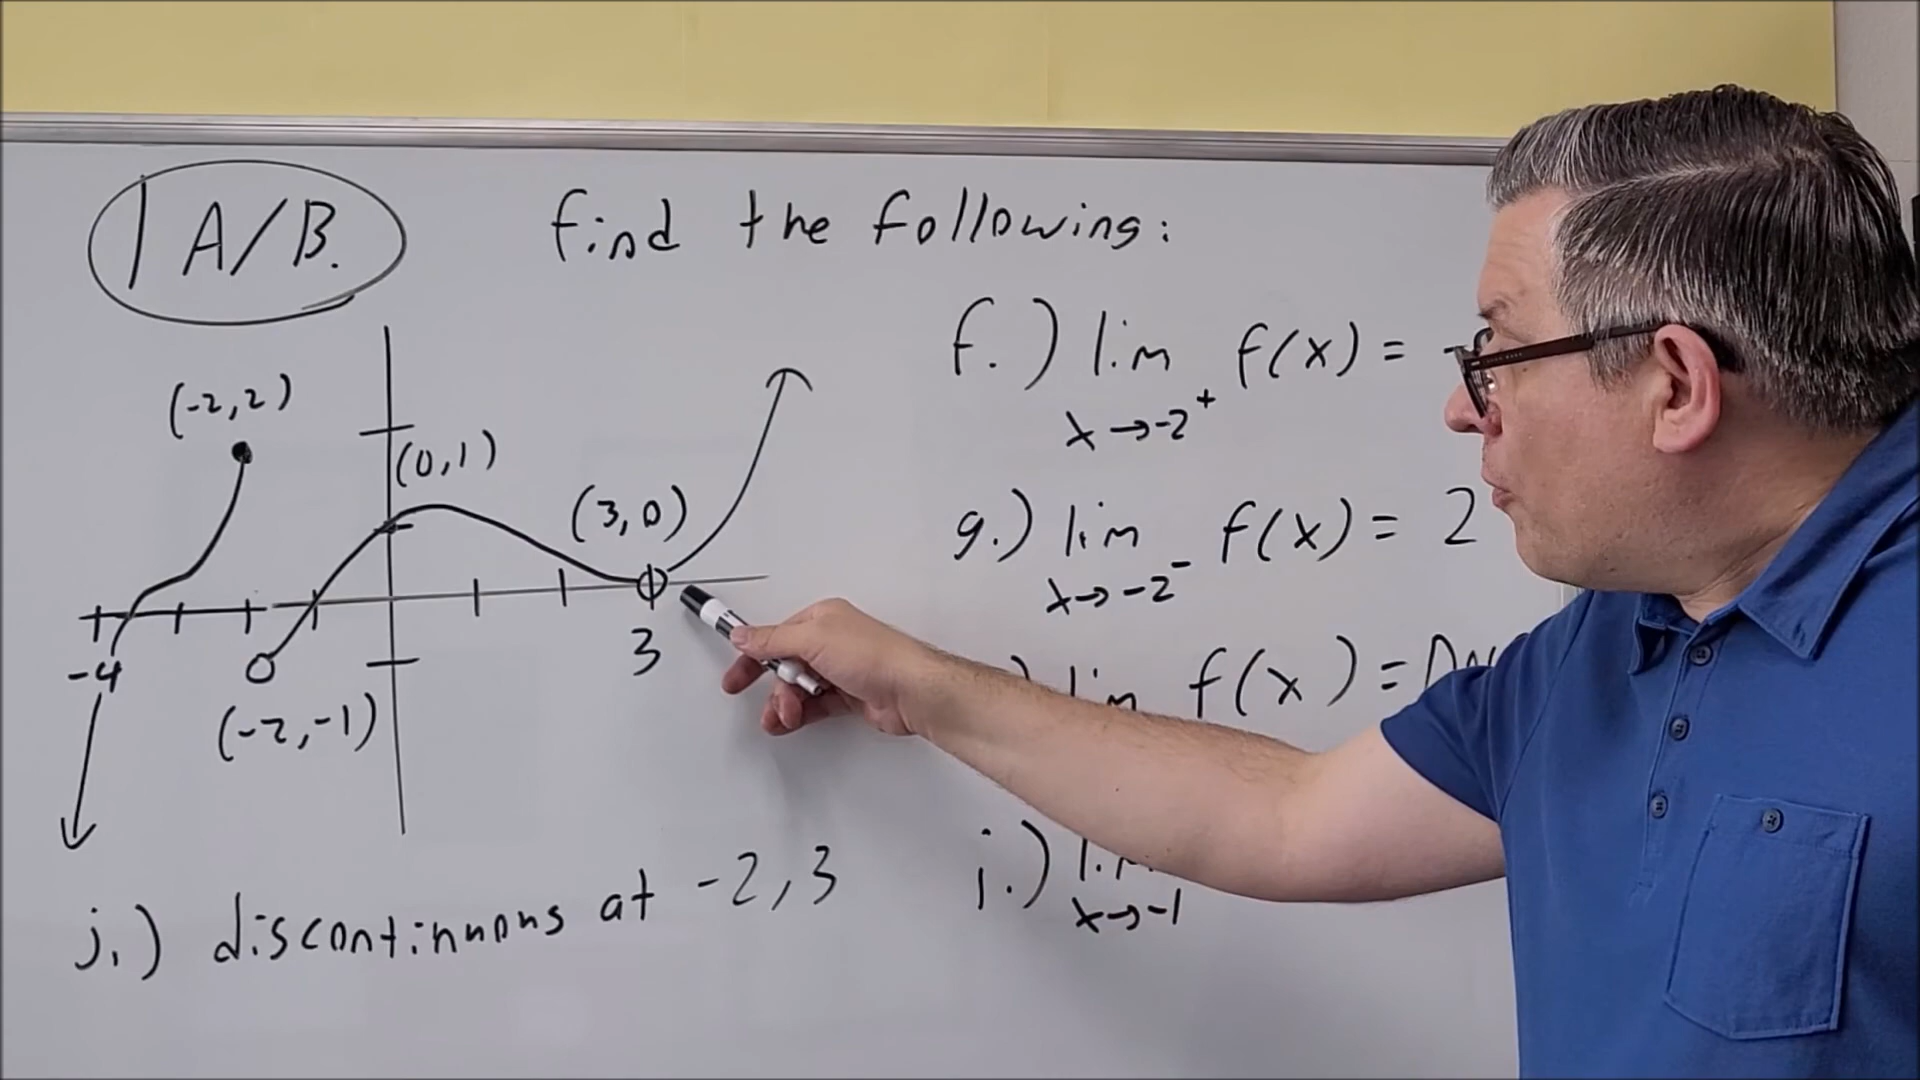 1 A/B.
find the following:
f.) lim f(x) = -
x→-2⁺
(-2,2)
(0,1)
(3,0)
g.) lim f(x) = 2
x→-2⁻
3
-4
) lim f(x) =
(-2,-1)
i.) lim
x→-1
j.) discontinuous at -2,3